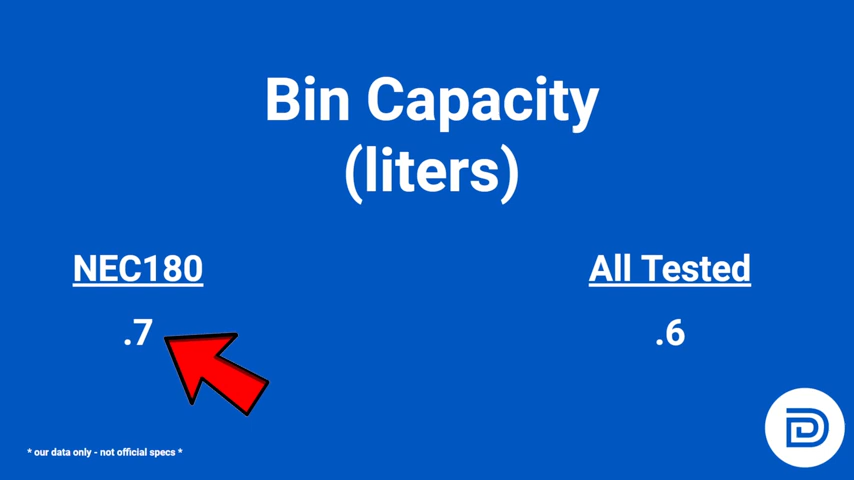 Bin Capacity
(liters)
NEC180
All Tested
.7
.6
* our data only - not official specs *